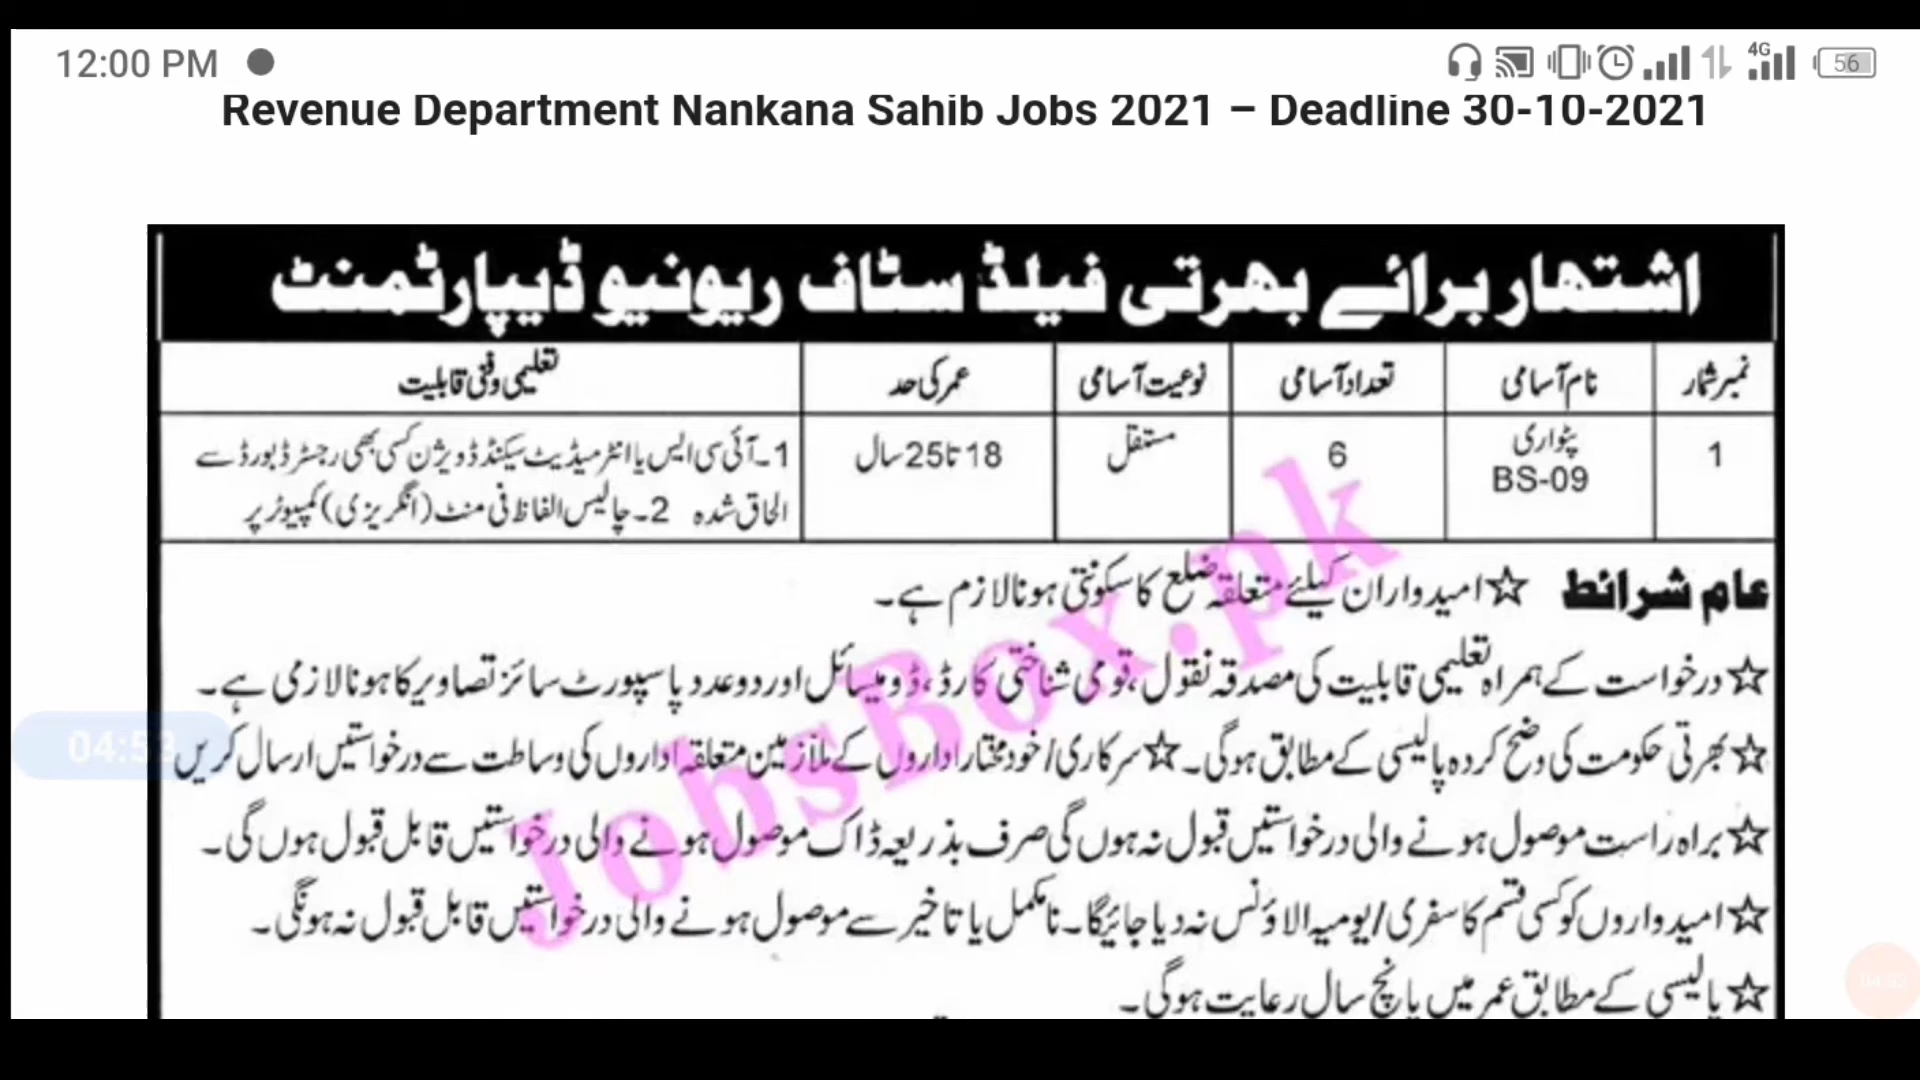 12:00 PM
4G
56
Revenue Department Nankana Sahib Jobs 2021 – Deadline 30-10-2021
اشتہار برائے بھرتی فیلڈ سٹاف ریونیو ڈیپارٹمنٹ
نمبر شمار نام آسامی تعداد آسامی نوعیت آسامی عمر کی حد تعلیمی و فنی قابلیت
1 پٹواری BS-09 6 مستقل 18 تا 25 سال 1۔ آئی سی ایس یا انٹرمیڈیٹ سیکنڈ ڈویژن کسی بھی رجسٹرڈ بورڈ سے
الحاق شدہ 2۔ چالیس الفاظ فی منٹ (انگریزی) کمپیوٹر پر
عام شرائط ☆ امیدواران کیلئے متعلقہ ضلع کا سکونتی ہونا لازم ہے۔
☆ درخواست کے ہمراہ تعلیمی قابلیت کی مصدقہ نقول، قومی شناختی کارڈ، ڈومیسائل اور دو عدد پاسپورٹ سائز تصاویر کا ہونا لازمی ہے۔
☆ بھرتی حکومت کی وضح کردہ پالیسی کے مطابق ہوگی۔ ☆ سرکاری/خودمختار اداروں کے ملازمین متعلقہ اداروں کی وساطت سے درخواستیں ارسال کریں
04:53
☆ براہ راست موصول ہونے والی درخواستیں قبول نہ ہوں گی صرف بذریعہ ڈاک موصول ہونے والی درخواستیں قابل قبول ہوں گی۔
☆ امیدواروں کو کسی قسم کا سفری/یومیہ الاؤنس نہ دیا جائیگا۔ نامکمل یا تاخیر سے موصول ہونے والی درخواستیں قابل قبول نہ ہونگی۔
☆ پالیسی کے مطابق عمر میں پانچ سال رعایت ہوگی۔
JobsBox.pk